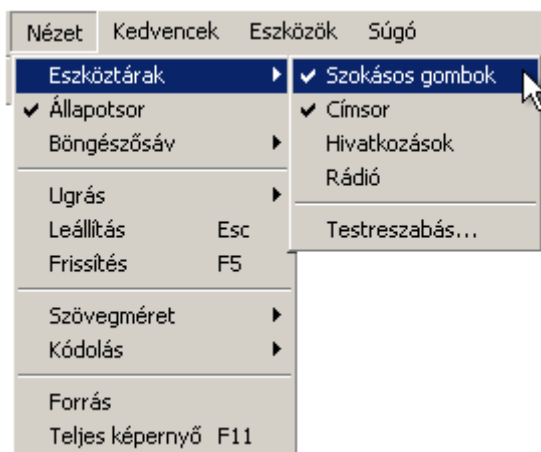 Nézet Kedvencek Eszközök Súgó
Eszköztárak
Állapotsor
Böngészősáv
Ugrás
Leállítás Esc
Frissítés F5
Szövegméret
Kódolás
Forrás
Teljes képernyő F11
Szokásos gombok
Címsor
Hivatkozások
Rádió
Testreszabás...